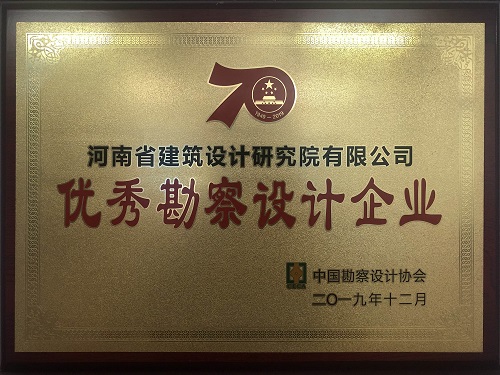 70
1949-2019
河南省建筑设计研究院有限公司
优秀勘察设计企业
中国勘察设计协会
二〇一九年十二月